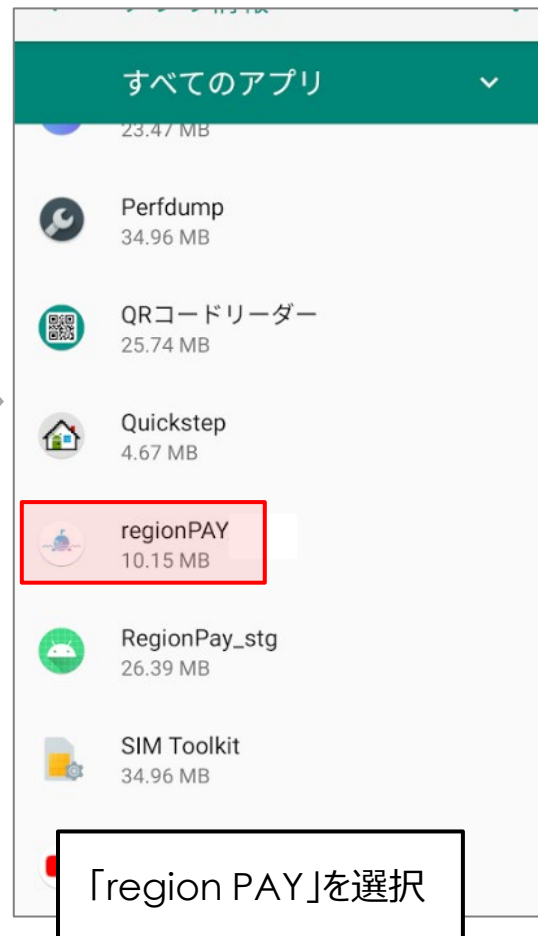 すべてのアプリ
23.47 MB
Perfdump
34.96 MB
QRコードリーダー
25.74 MB
Quickstep
4.67 MB
regionPAY
10.15 MB
RegionPay_stg
26.39 MB
SIM Toolkit
34.96 MB
「region PAY」を選択